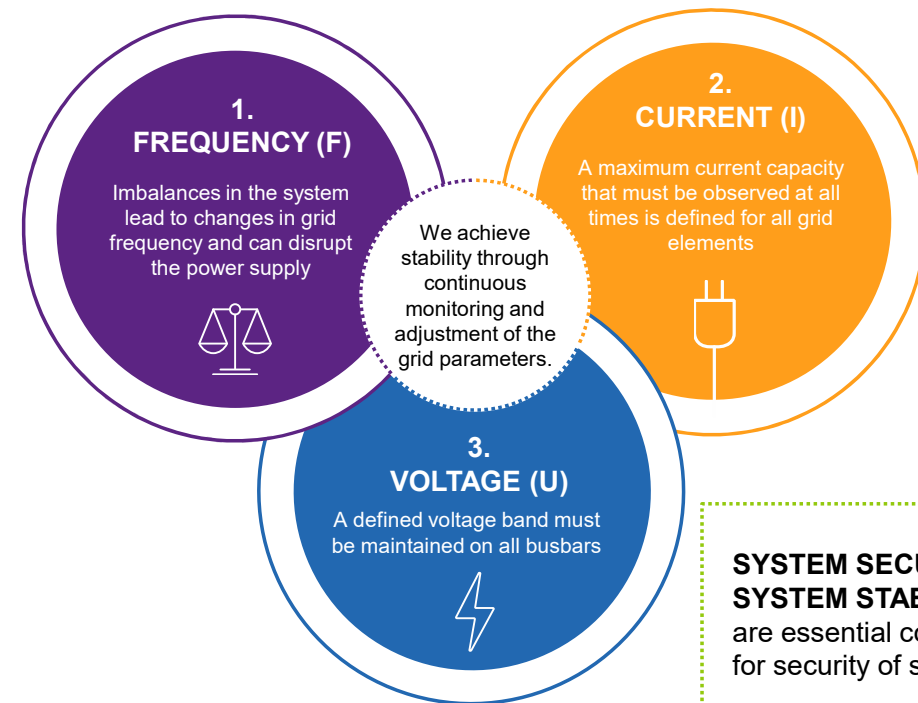 1.
FREQUENCY (F)
Imbalances in the system
lead to changes in grid
frequency and can disrupt
the power supply
2.
CURRENT (I)
A maximum current capacity
that must be observed at all
times is defined for all grid
elements
We achieve
stability through
continuous
monitoring and
adjustment of the
grid parameters.
3.
VOLTAGE (U)
A defined voltage band must
be maintained on all busbars
SYSTEM
SYSTEM
are essential
for security of